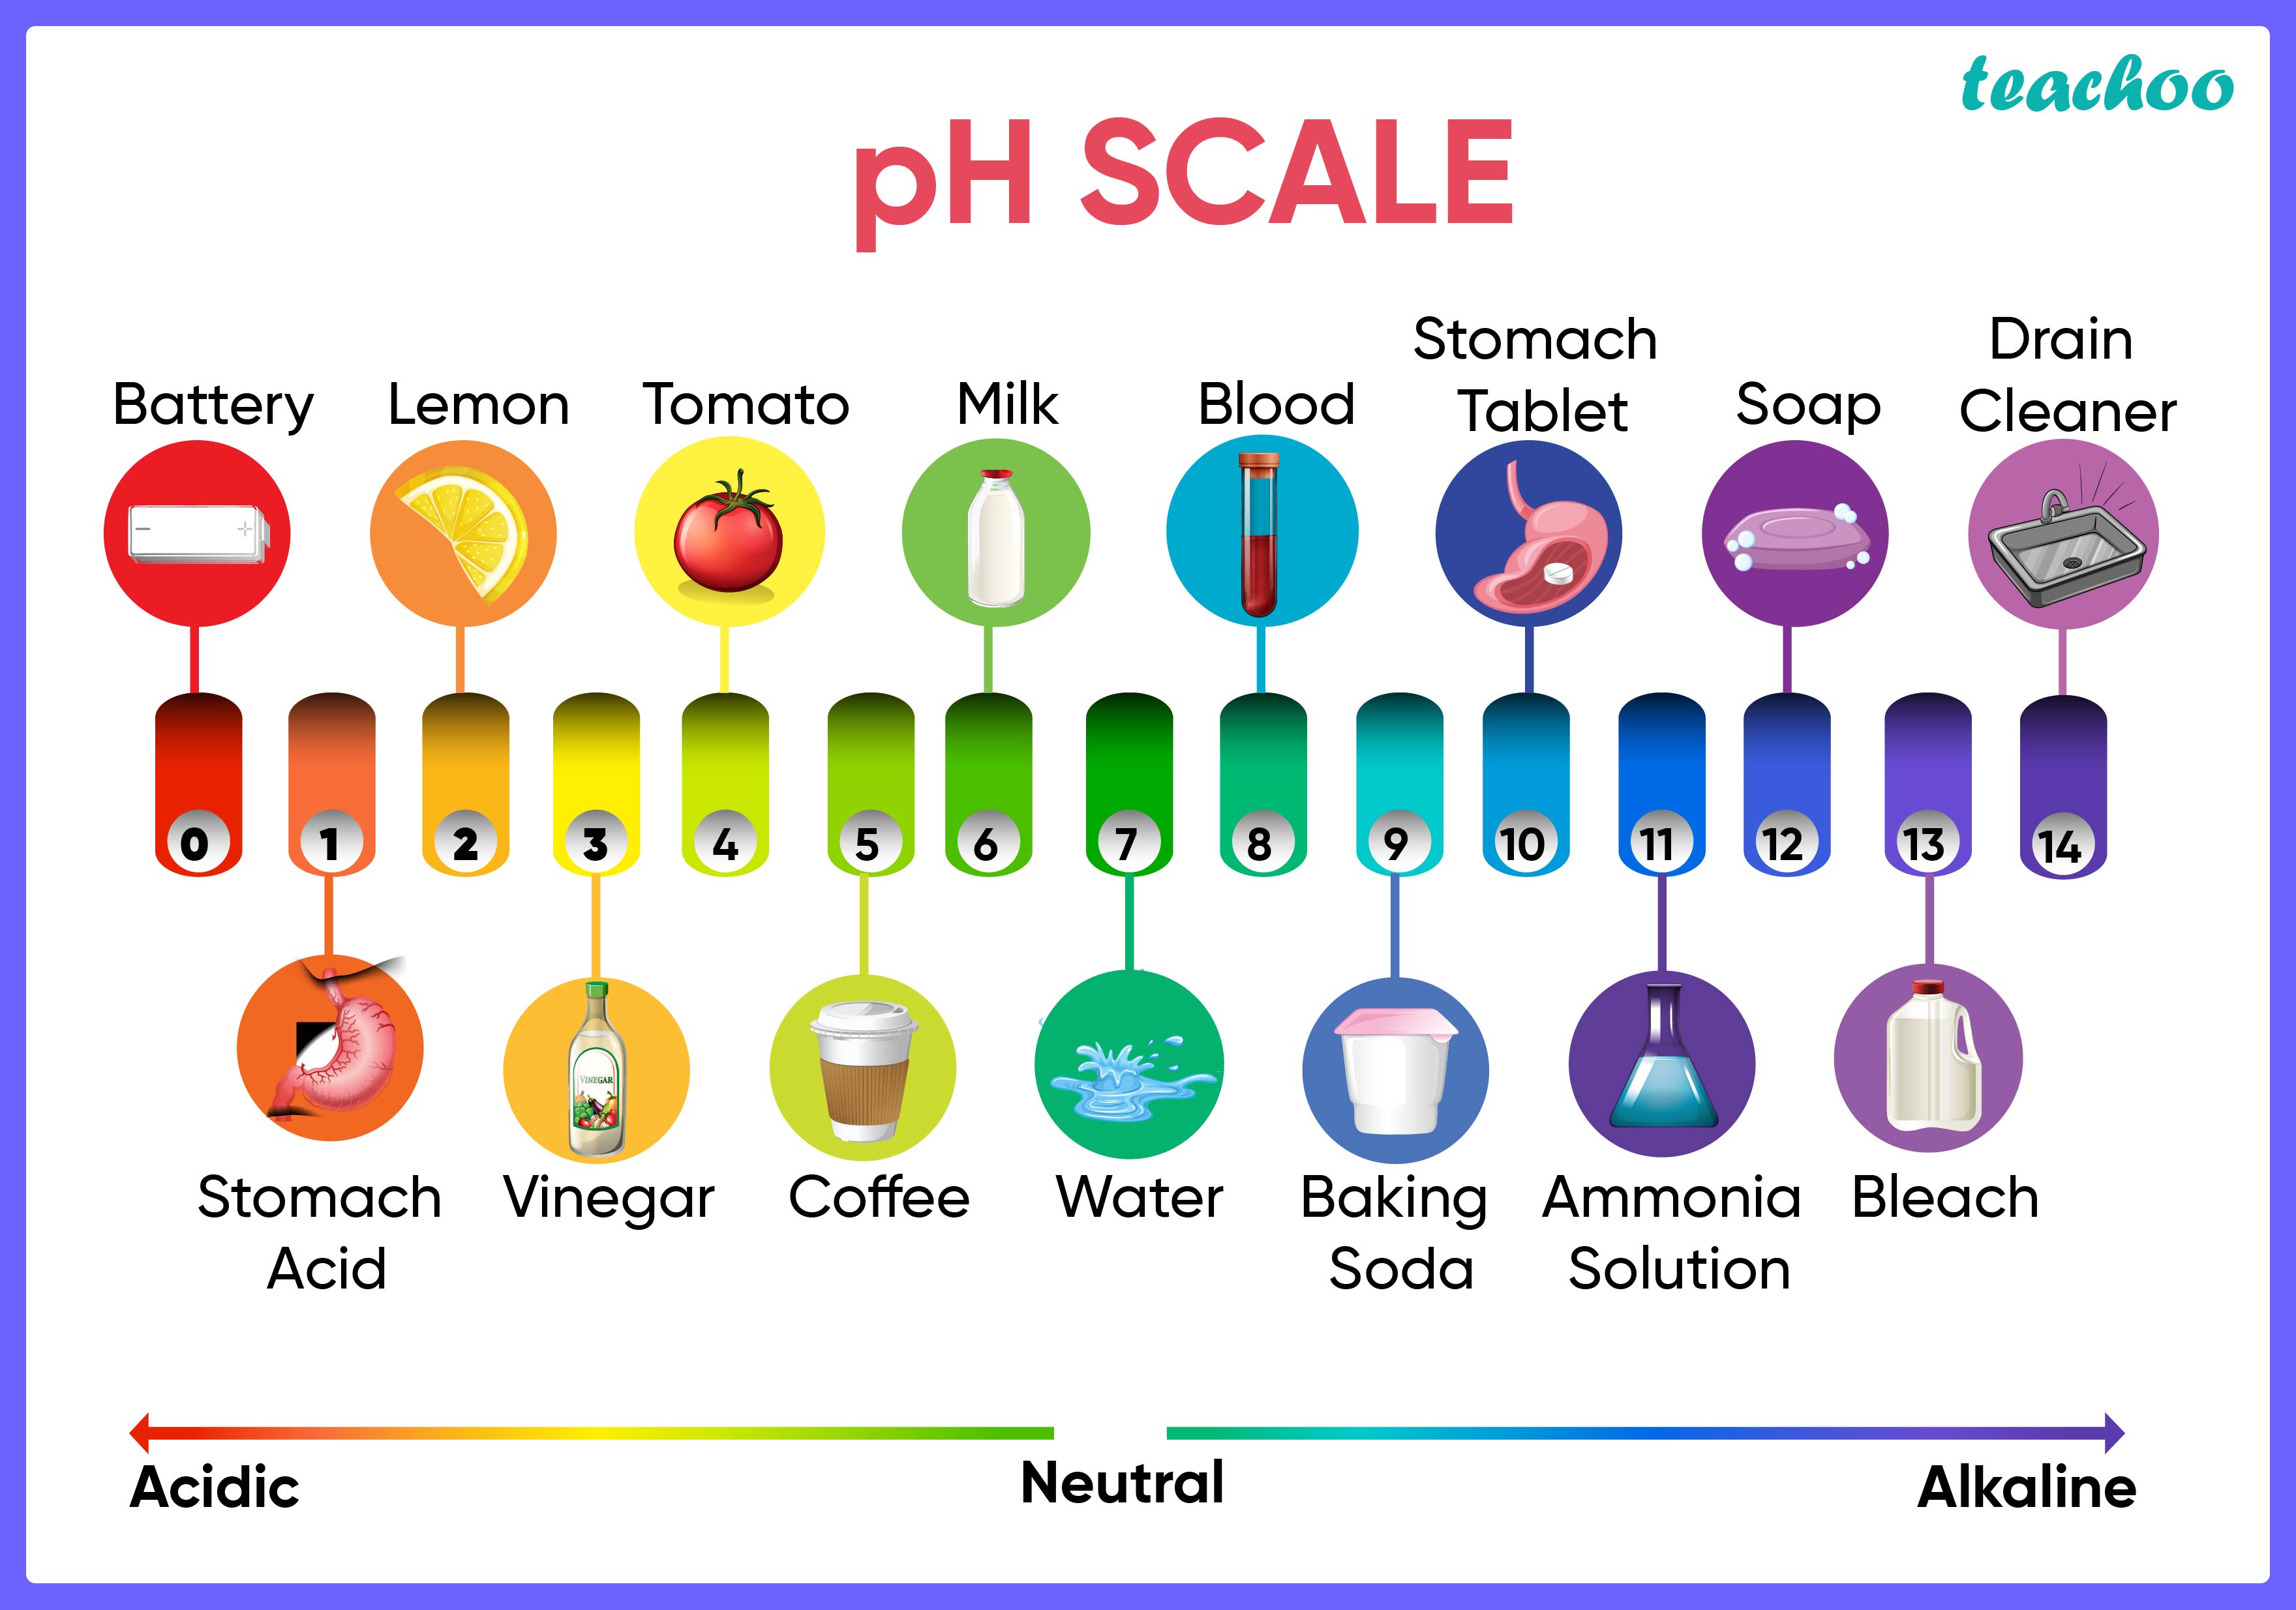 teachoo
pH SCALE
Battery
Lemon
Tomato
Milk
Blood
Stomach
Tablet
Soap
Drain
Cleaner
0
1
2
3
4
5
6
7
8
9
10
11
12
13
14
VINEGAR
Stomach
Acid
Vinegar
Coffee
Water
Baking
Soda
Ammonia
Solution
Bleach
Acidic
Neutral
Alkaline